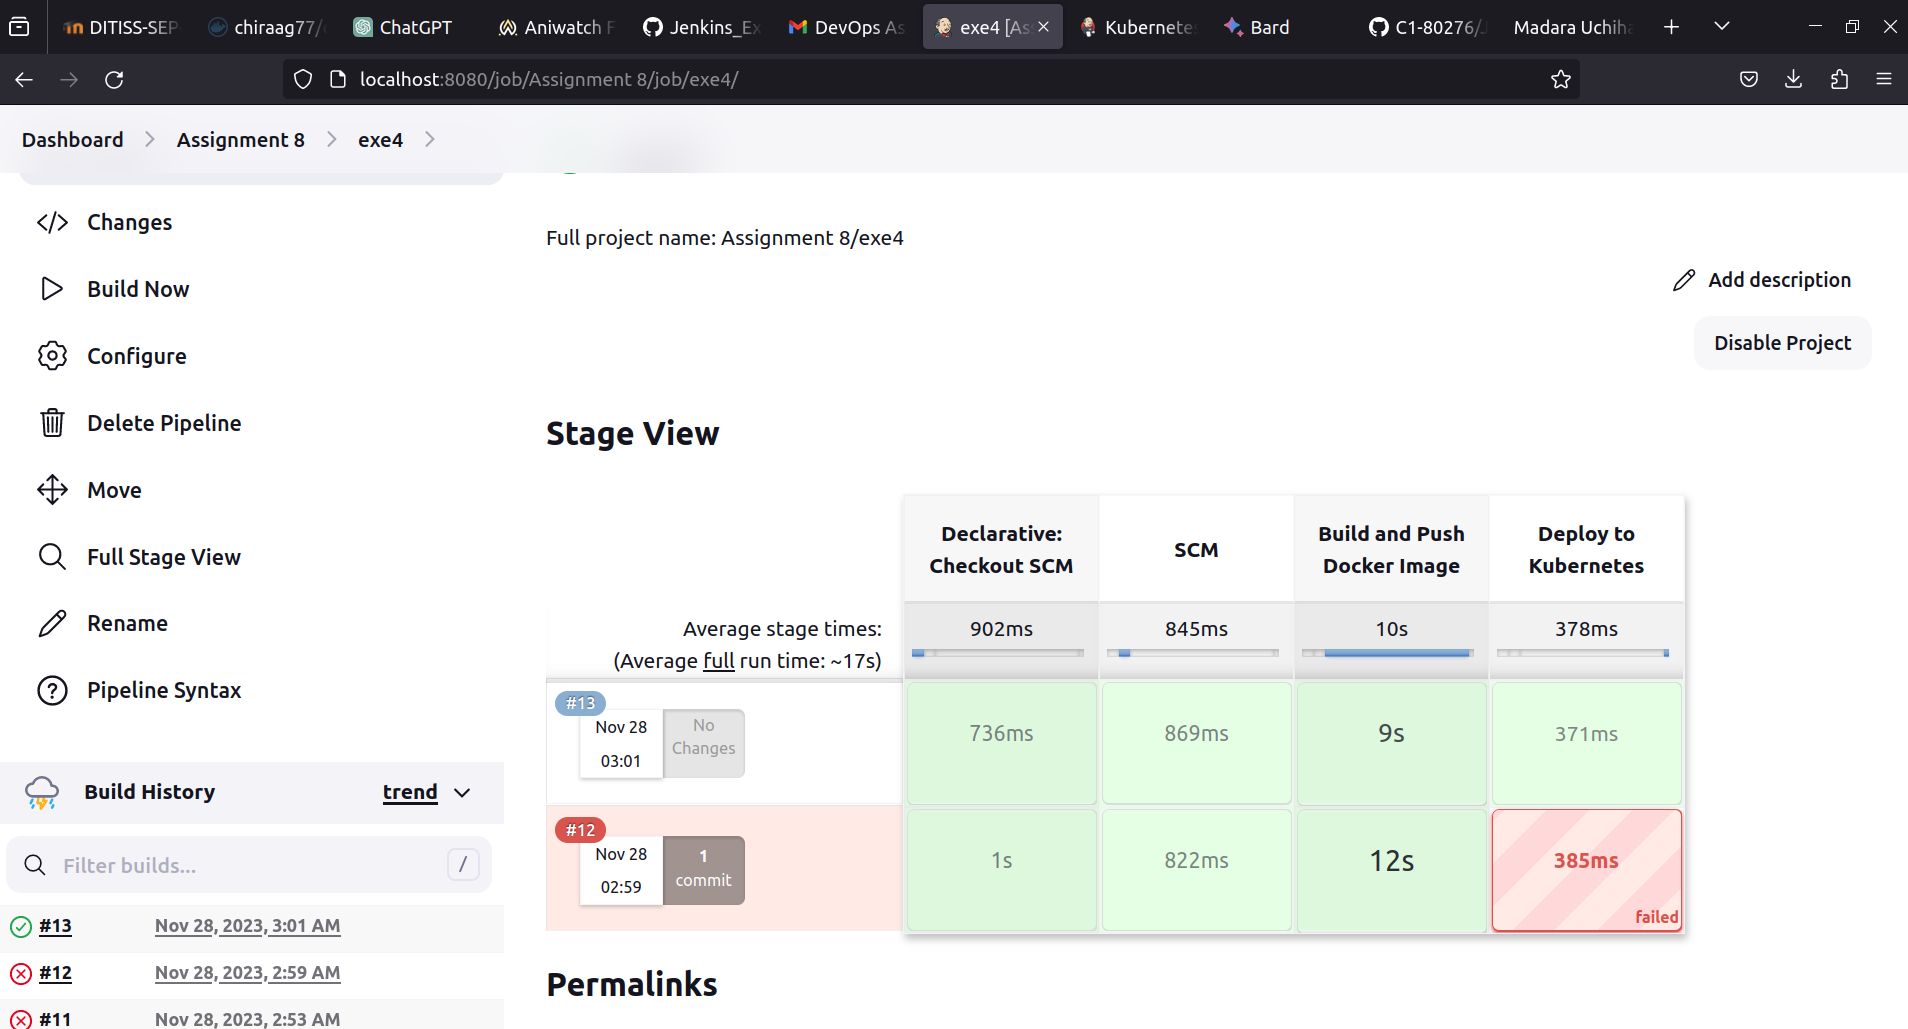 DITISS-SEP
chiraag77/
ChatGPT
Aniwatch F
Jenkins_Ex
DevOps As
exe4 [Ass
Kubernetes
Bard
C1-80276/J
Madara Uchiha
localhost:8080/job/Assignment 8/job/exe4/
Dashboard
Assignment 8
exe4
Changes
Build Now
Configure
Delete Pipeline
Move
Full Stage View
Rename
Pipeline Syntax
Build History
trend
Filter builds...
/
#13
Nov 28, 2023, 3:01 AM
#12
Nov 28, 2023, 2:59 AM
#11
Nov 28, 2023, 2:53 AM
Full project name: Assignment 8/exe4
Add description
Disable Project
Stage View
Declarative:
Checkout SCM
SCM
Build and Push
Docker Image
Deploy to
Kubernetes
Average stage times:
(Average full run time: ~17s)
902ms
845ms
10s
378ms
#13
Nov 28
03:01
No
Changes
736ms
869ms
9s
371ms
#12
Nov 28
02:59
1
commit
1s
822ms
12s
385ms
failed
Permalinks